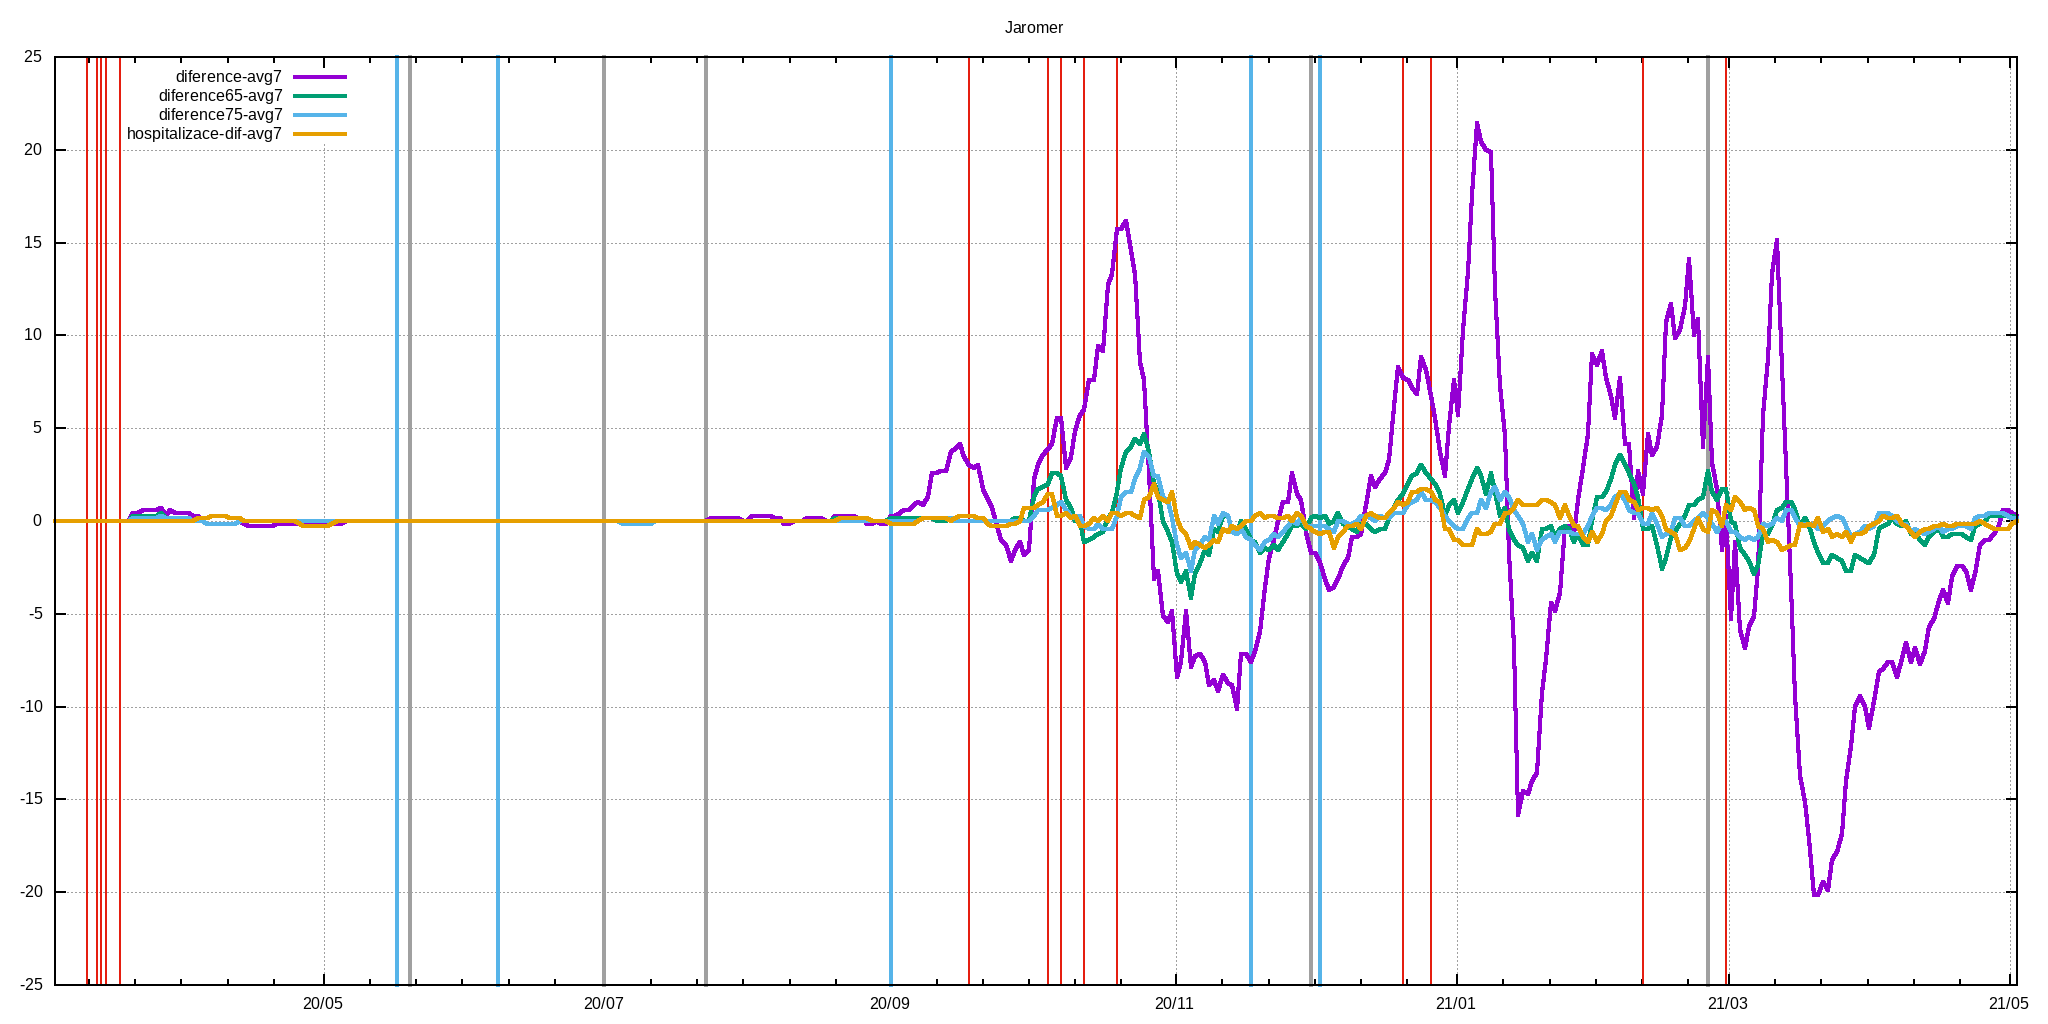 Jaromer
diference-avg7
diference65-avg7
diference75-avg7
hospitalizace-dif-avg7
25
20
15
10
5
0
-5
-10
-15
-20
-25
20/05 20/07 20/09 20/11 21/01 21/03 21/05